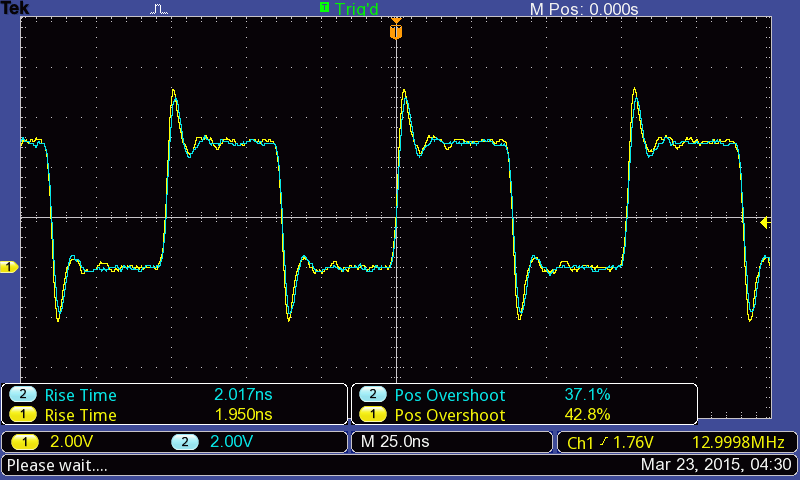 Tek T Trig'd M Pos: 0.000s
T
1
2 Rise Time 2.017ns 2 Pos Overshoot 37.1%
1 Rise Time 1.950ns 1 Pos Overshoot 42.8%
1 2.00V 2 2.00V M 25.0ns Ch1 1.76V 12.9998MHz
Please wait.... Mar 23, 2015, 04:30